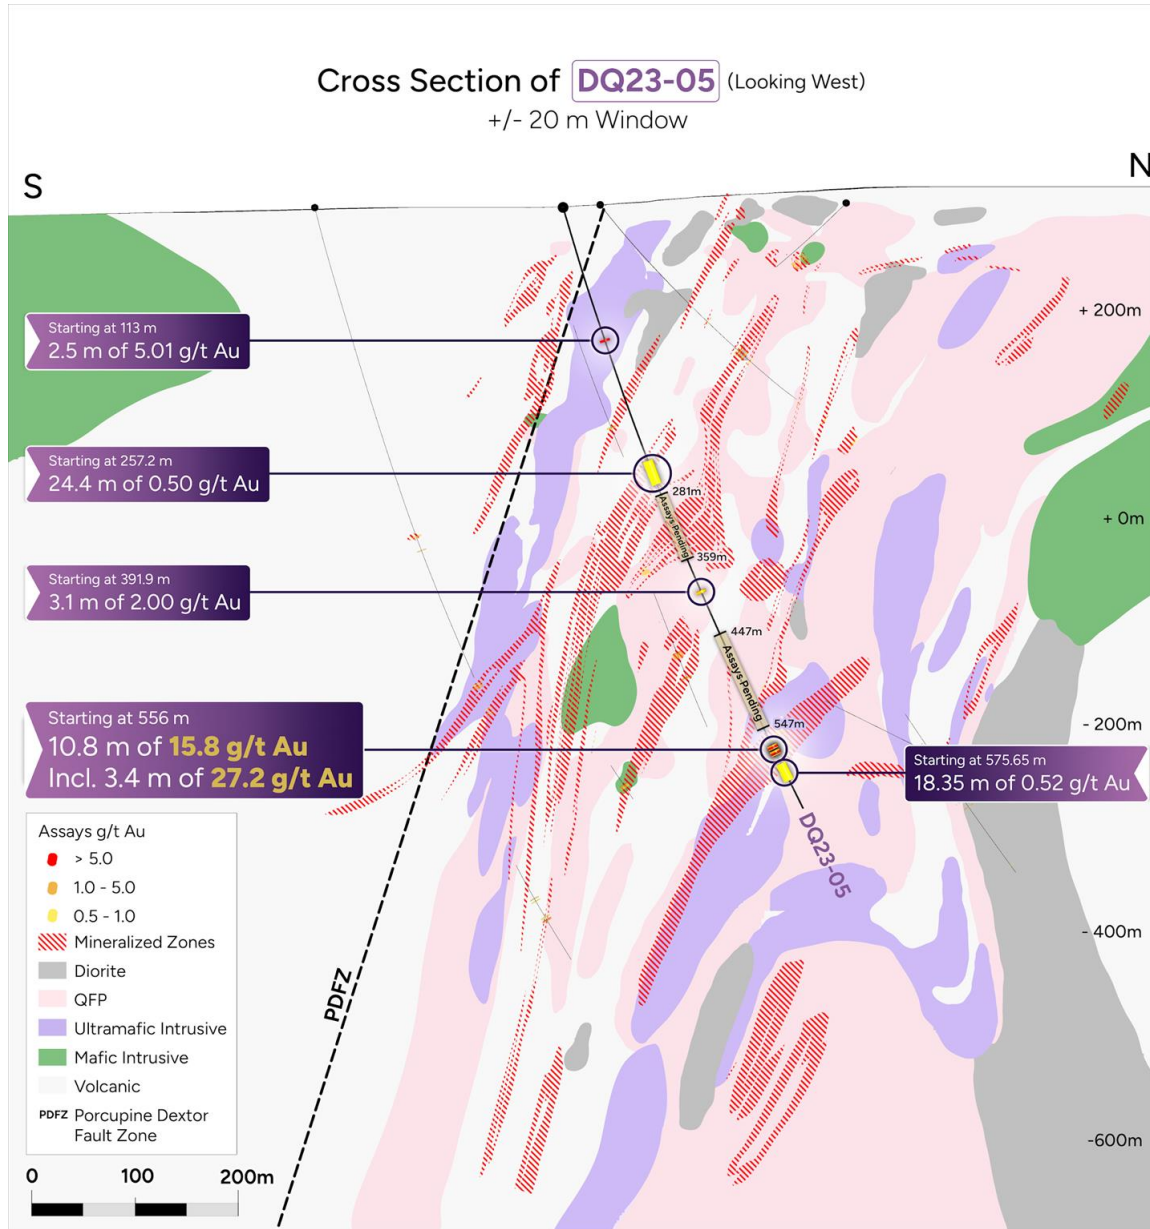 Cross Section of DQ23-05 (Looking West)
+/- 20 m Window
S
N
+ 200m
Starting at 113 m
2.5 m of 5.01 g/t Au
Starting at 257.2 m
24.4 m of 0.50 g/t Au
281m
Assays Pending
+ 0m
359m
Starting at 391.9 m
3.1 m of 2.00 g/t Au
447m
Assays Pending
547m
- 200m
Starting at 556 m
10.8 m of 15.8 g/t Au
Incl. 3.4 m of 27.2 g/t Au
Starting at 575.65 m
18.35 m of 0.52 g/t Au
DQ23-05
- 400m
PDFZ
-600m
Assays g/t Au
> 5.0
1.0 - 5.0
0.5 - 1.0
Mineralized Zones
Diorite
QFP
Ultramafic Intrusive
Mafic Intrusive
Volcanic
PDFZ Porcupine Dextor
Fault Zone
0 100 200m